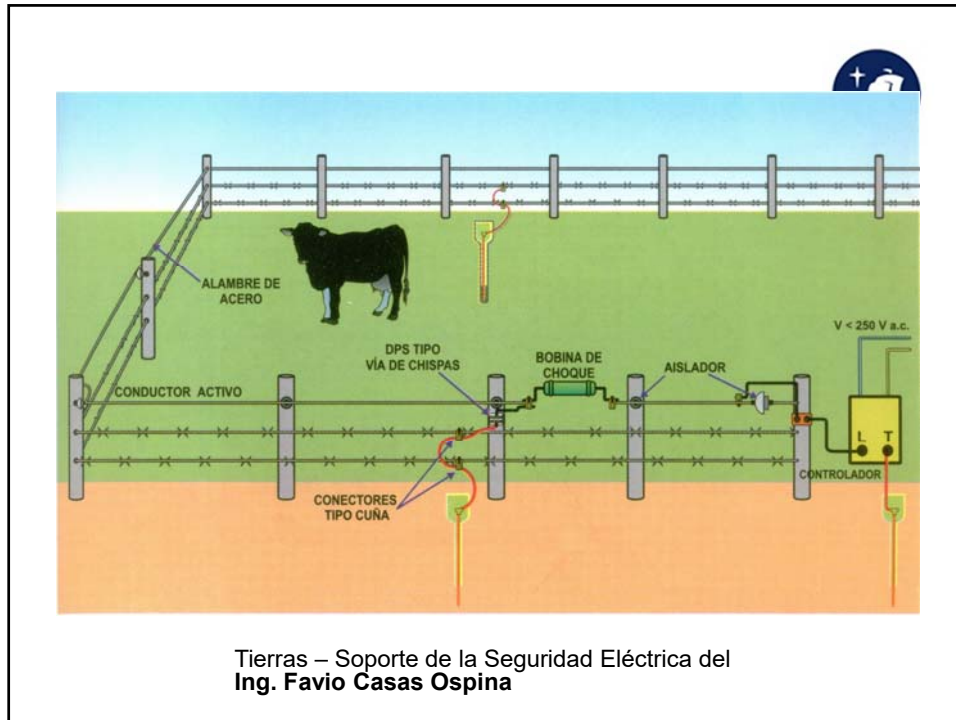 ALAMBRE DE
ACERO
V < 250 V a.c.
DPS TIPO
VÍA DE CHISPAS
BOBINA DE
CHOQUE
AISLADOR
CONDUCTOR ACTIVO
L T
CONTROLADOR
CONECTORES
TIPO CUÑA
Tierras – Soporte de la Seguridad Eléctrica del
Ing. Favio Casas Ospina